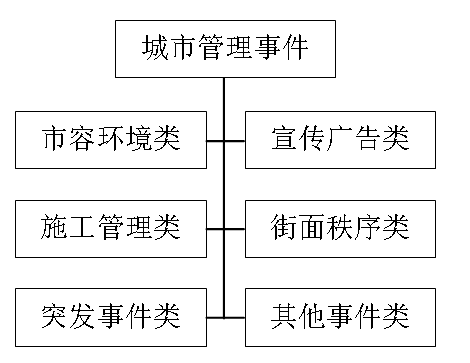 城市管理事件
市容环境类
宣传广告类
施工管理类
街面秩序类
突发事件类
其他事件类